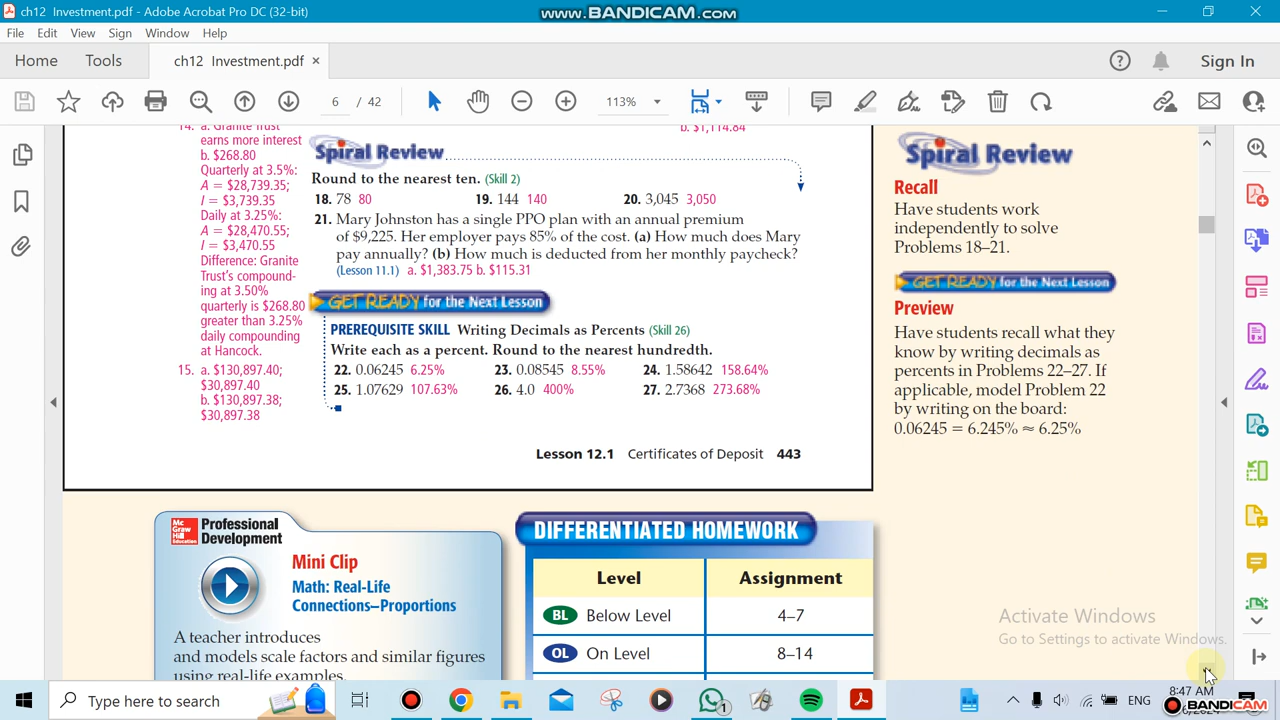 ch12 Investment.pdf - Adobe Acrobat Pro DC (32-bit)
www.BANDICAM.com
File Edit View Sign Window Help
Home Tools ch12 Investment.pdf × Sign In
6 / 42 113%
14. a. Granite Trust
earns more interest
b. $268.80
Quarterly at 3.5%:
A = $28,739.35;
I = $3,739.35
Daily at 3.25%:
A = $28,470.55;
I = $3,470.55
Difference: Granite
Trust's compound-
ing at 3.50%
quarterly is $268.80
greater than 3.25%
daily compounding
at Hancock.
15. a. $130,897.40;
$30,897.40
b. $130,897.38;
$30,897.38
b. $1,114.84
Spiral Review
Round to the nearest ten. (Skill 2)
18. 78 80 19. 144 140 20. 3,045 3,050
21. Mary Johnston has a single PPO plan with an annual premium
of $9,225. Her employer pays 85% of the cost. (a) How much does Mary
pay annually? (b) How much is deducted from her monthly paycheck?
(Lesson 11.1) a. $1,383.75 b. $115.31
GET READY for the Next Lesson
PREREQUISITE SKILL Writing Decimals as Percents (Skill 26)
Write each as a percent. Round to the nearest hundredth.
22. 0.06245 6.25% 23. 0.08545 8.55% 24. 1.58642 158.64%
25. 1.07629 107.63% 26. 4.0 400% 27. 2.7368 273.68%
Lesson 12.1 Certificates of Deposit 443
Spiral Review
Recall
Have students work
independently to solve
Problems 18–21.
GET READY for the Next Lesson
Preview
Have students recall what they
know by writing decimals as
percents in Problems 22–27. If
applicable, model Problem 22
by writing on the board:
0.06245 = 6.245% ≈ 6.25%
Mc
Graw
Hill
Education
Professional
Development
Mini Clip
Math: Real-Life
Connections–Proportions
A teacher introduces
and models scale factors and similar figures
using real-life examples.
DIFFERENTIATED HOMEWORK
Level Assignment
BL Below Level 4–7
OL On Level 8–14
Activate Windows
Go to Settings to activate Windows.
Type here to search
1
ENG
8:47 AM
BANDICAM